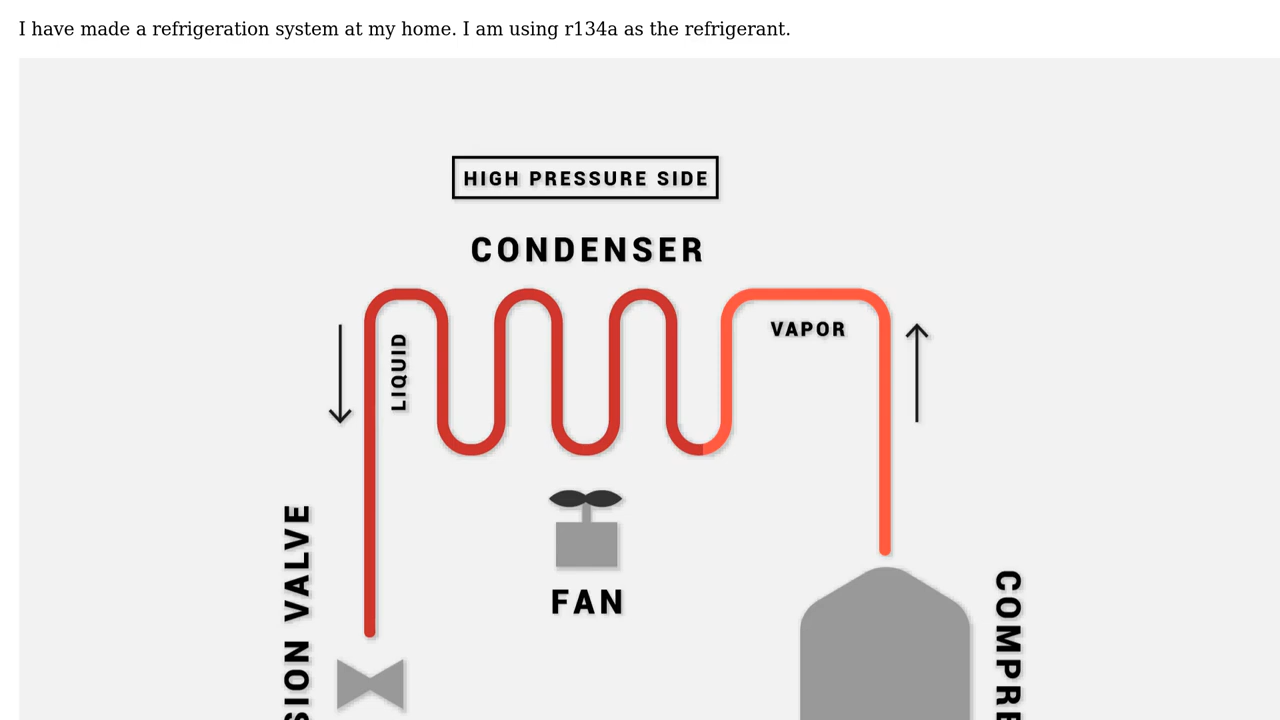 I have made a refrigeration system at my home. I am using r134a as the refrigerant.
HIGH PRESSURE SIDE
CONDENSER
VAPOR
LIQUID
SION VALVE
FAN
COMPRE